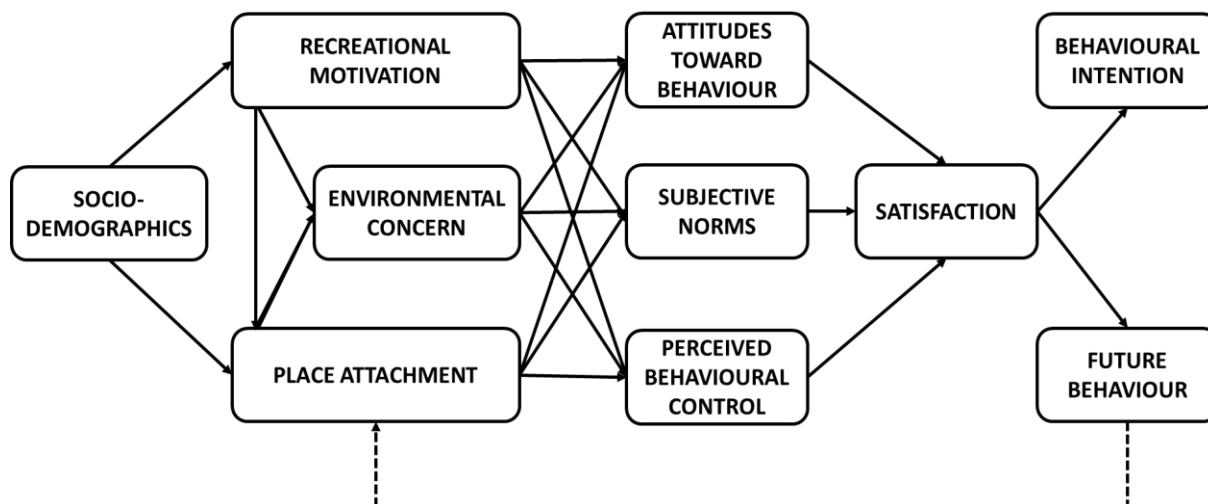 RECREATIONAL
MOTIVATION
ATTITUDES
TOWARD
BEHAVIOUR
BEHAVIOURAL
INTENTION
SOCIO-
DEMOGRAPHICS
ENVIRONMENTAL
CONCERN
SUBJECTIVE
NORMS
SATISFACTION
PLACE ATTACHMENT
PERCEIVED
BEHAVIOURAL
CONTROL
FUTURE
BEHAVIOUR